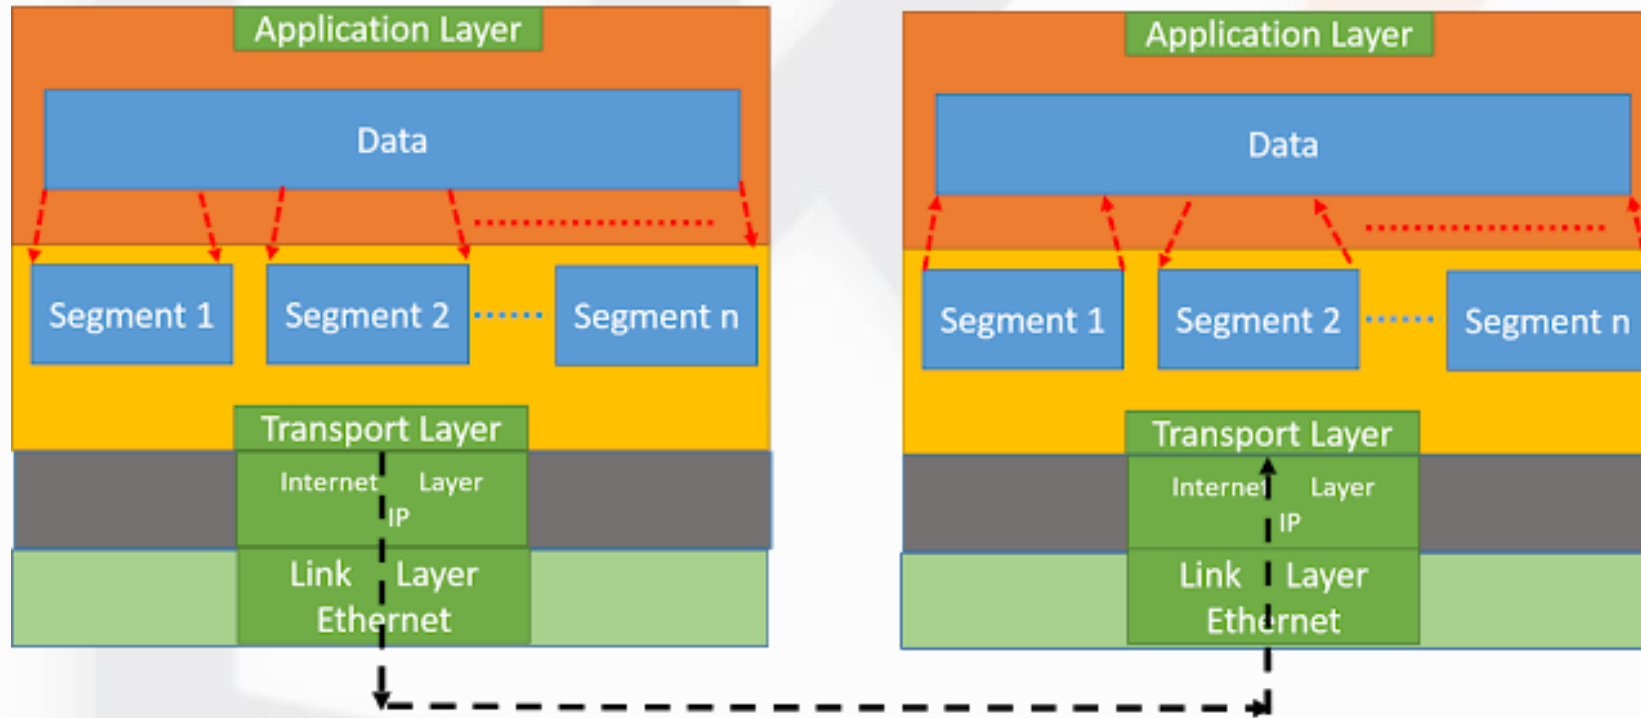 Application Layer
Data
Segment 1
Segment 2
Segment n
Transport Layer
Internet Layer
IP
Link Layer
Ethernet
Application Layer
Data
Segment 1
Segment 2
Segment n
Transport Layer
Internet Layer
IP
Link Layer
Ethernet